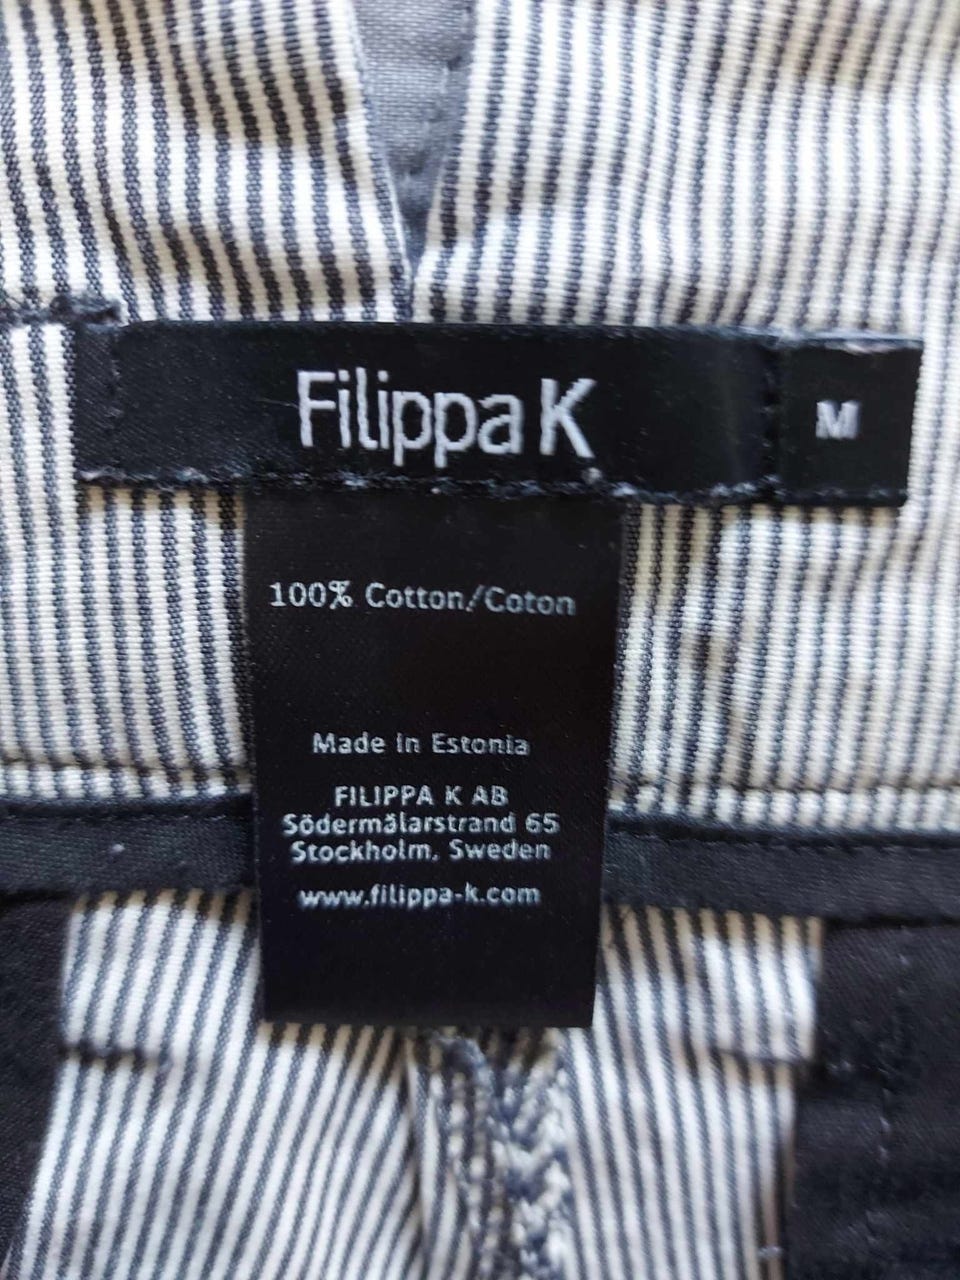 Filippa K
M
100% Cotton/Coton
Made in Estonia
FILIPPA K AB
Södermälarstrand 65
Stockholm, Sweden
www.filippa-k.com